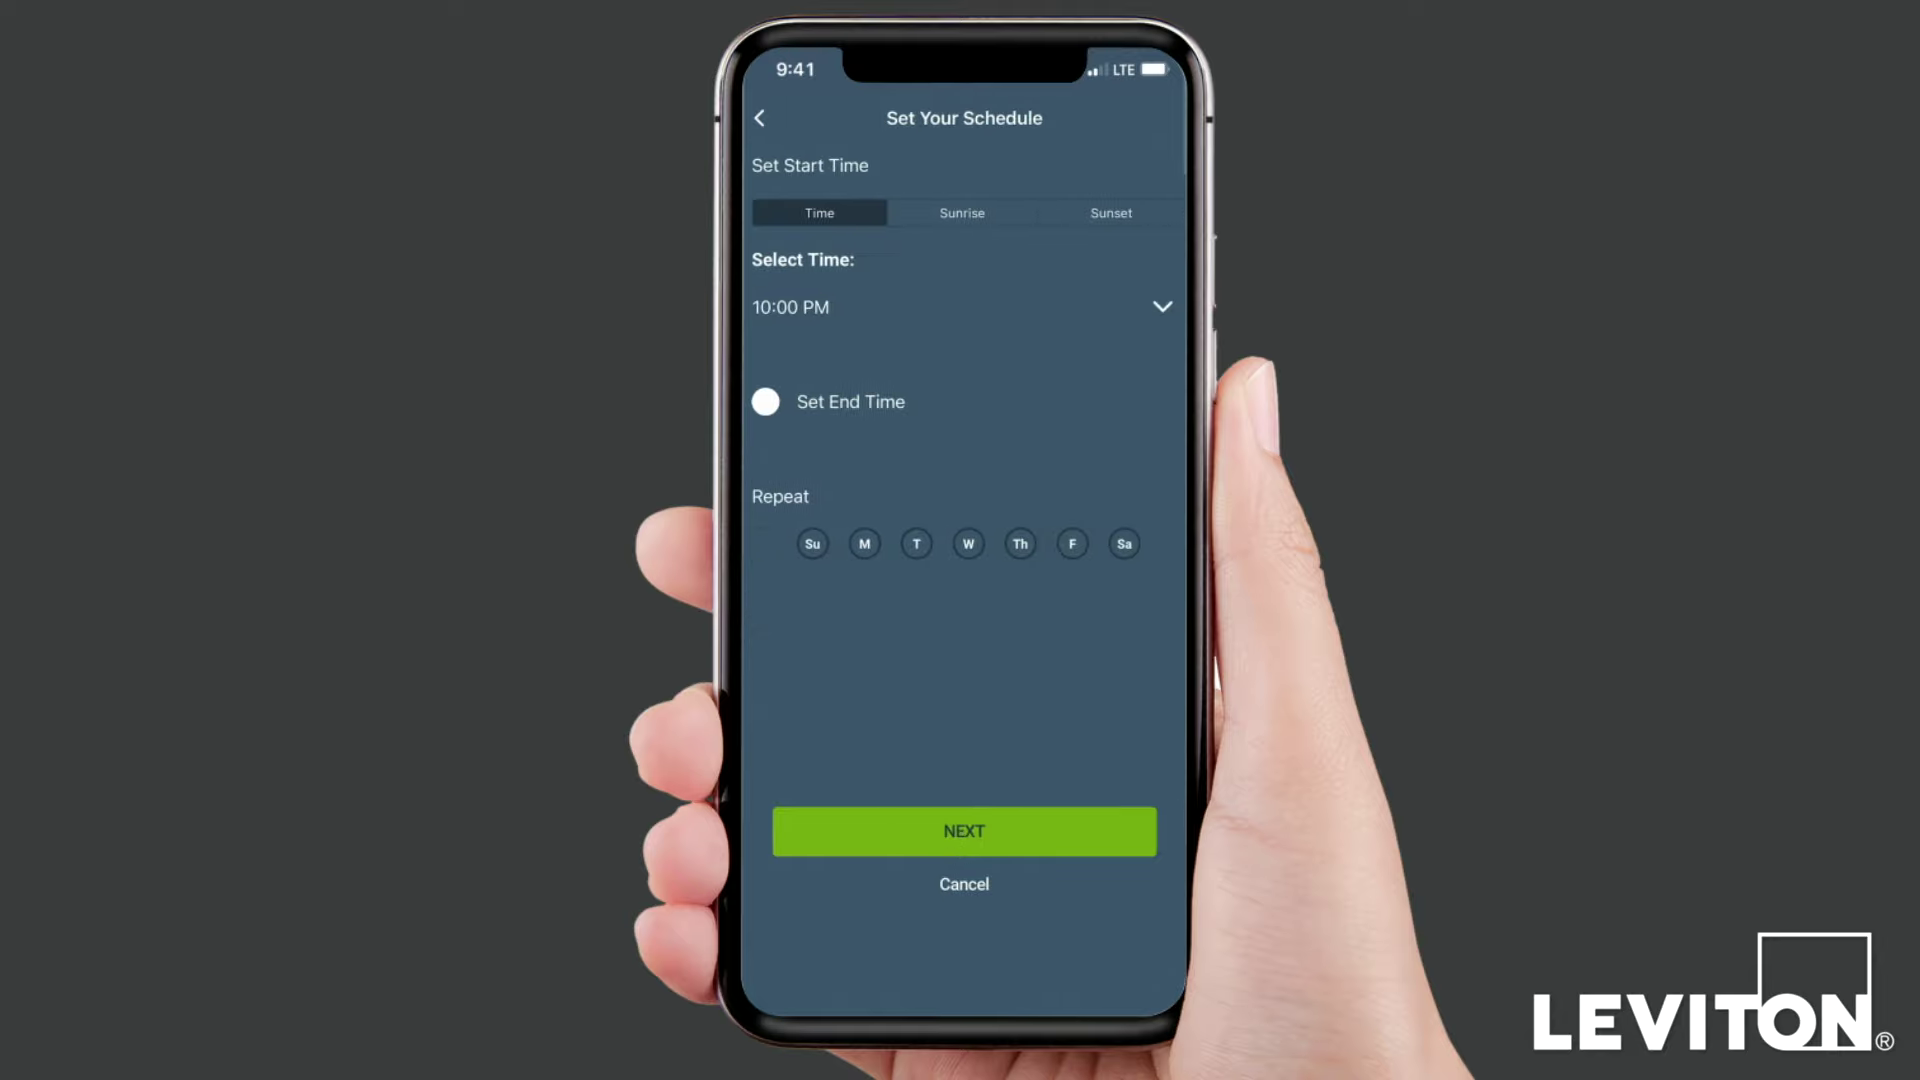 9:41
LTE
Set Your Schedule
Set Start Time
Time Sunrise Sunset
Select Time:
10:00 PM
Set End Time
Repeat
Su M T W Th F Sa
NEXT
Cancel
LEVITON®